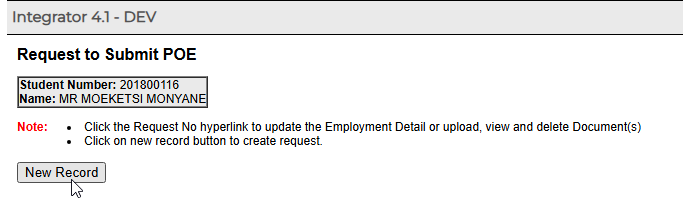 Integrator 4.1 - DEV
Request to Submit POE
Student Number: 201800116
Name: MR MOEKETSI MONYANE
Note: • Click the Request No hyperlink to update the Employment Detail or upload, view and delete Document(s)
• Click on new record button to create request.
New Record